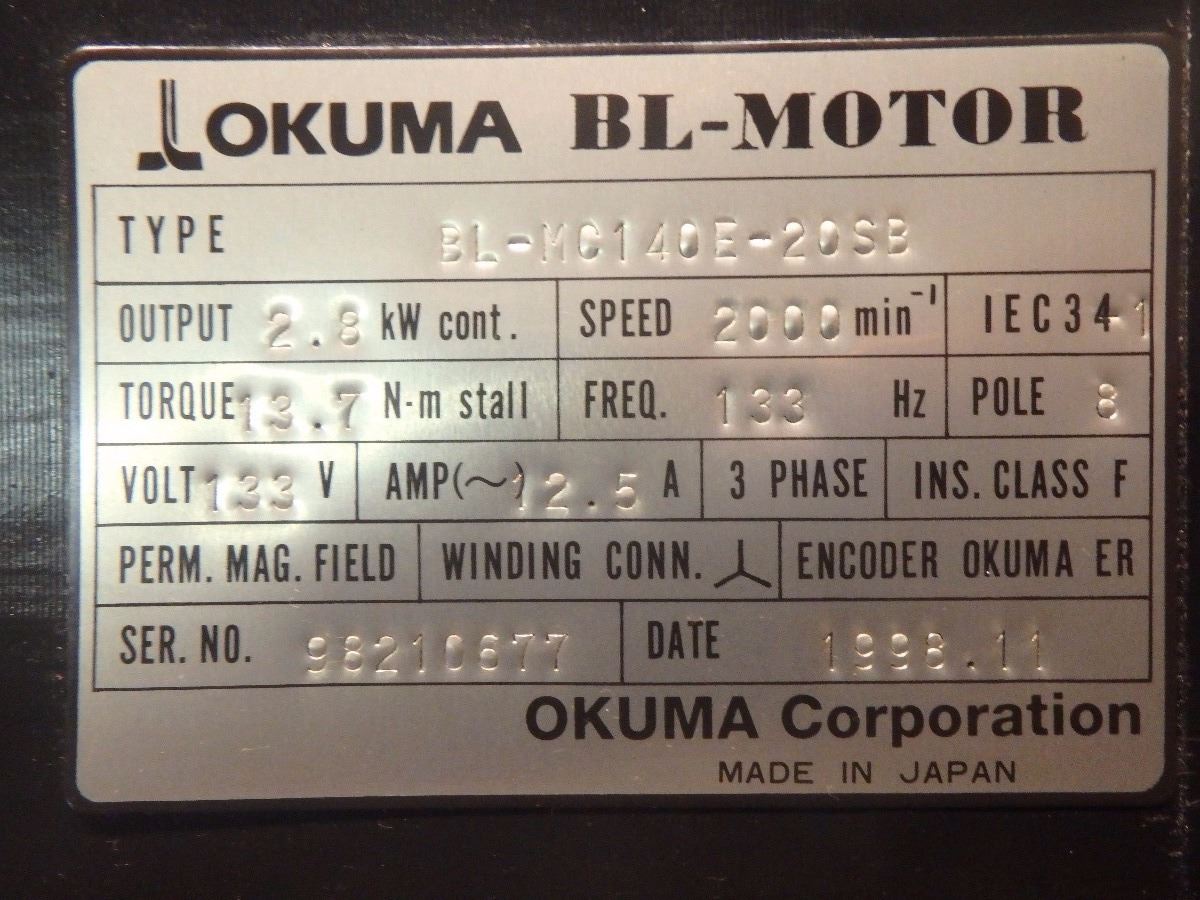 OKUMA BL-MOTOR
TYPE BL-MC140E-20SB
OUTPUT 2.8 kW cont. SPEED 2000 min⁻¹ IEC34-1
TORQUE 13.7 N-m stall FREQ. 133 Hz POLE 8
VOLT 133 V AMP(~) 12.5 A 3 PHASE INS. CLASS F
PERM. MAG. FIELD WINDING CONN. ENCODER OKUMA ER
SER. NO. 98210677 DATE 1998.11
OKUMA Corporation
MADE IN JAPAN